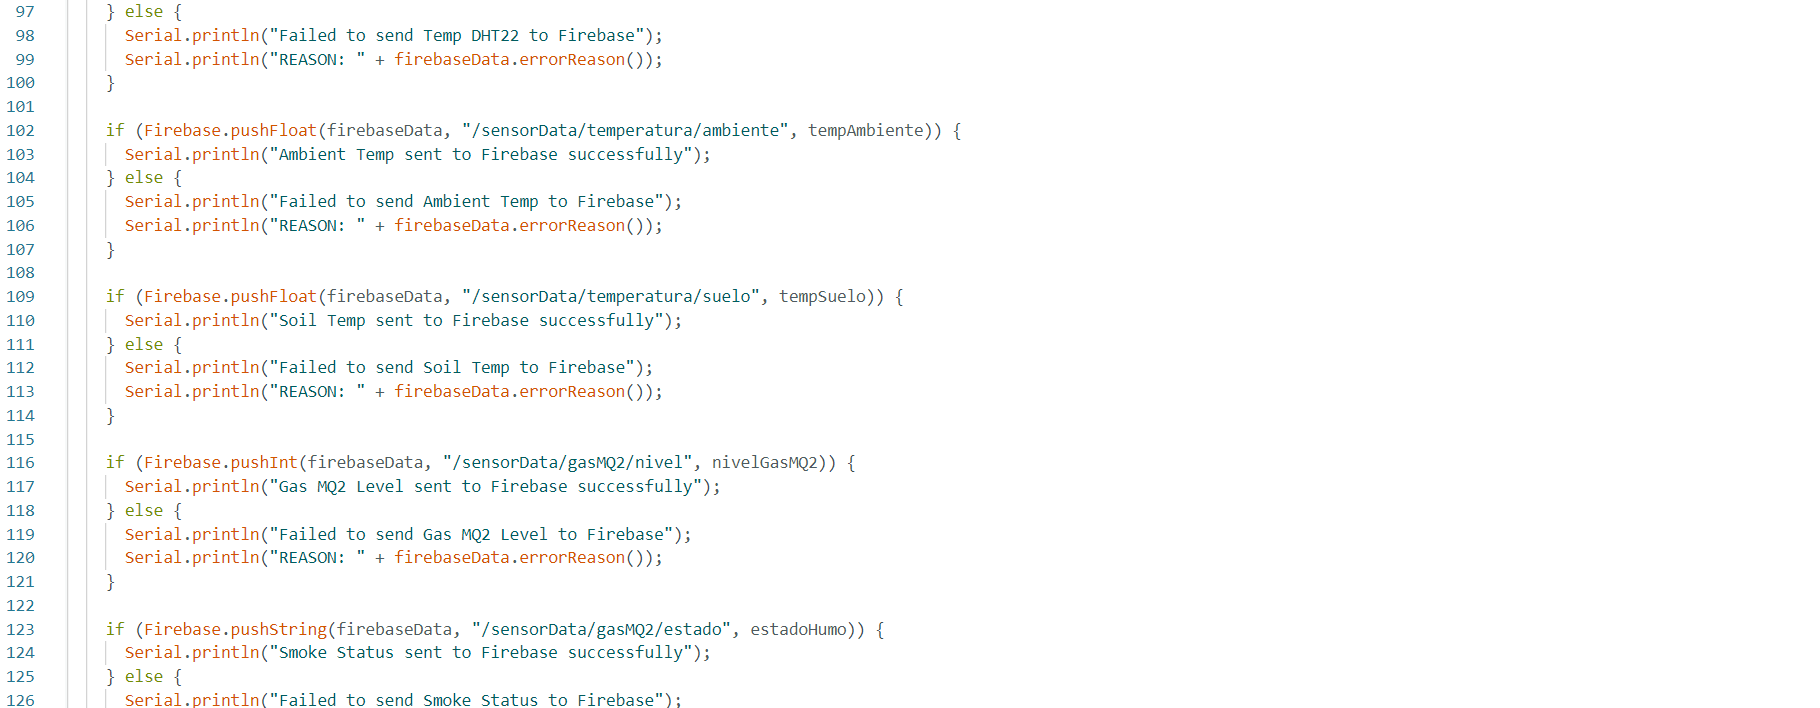 97 } else {
98 Serial.println("Failed to send Temp DHT22 to Firebase");
99 Serial.println("REASON: " + firebaseData.errorReason());
100 }
101
102 if (Firebase.pushFloat(firebaseData, "/sensorData/temperatura/ambiente", tempAmbiente)) {
103 Serial.println("Ambient Temp sent to Firebase successfully");
104 } else {
105 Serial.println("Failed to send Ambient Temp to Firebase");
106 Serial.println("REASON: " + firebaseData.errorReason());
107 }
108
109 if (Firebase.pushFloat(firebaseData, "/sensorData/temperatura/suelo", tempSuelo)) {
110 Serial.println("Soil Temp sent to Firebase successfully");
111 } else {
112 Serial.println("Failed to send Soil Temp to Firebase");
113 Serial.println("REASON: " + firebaseData.errorReason());
114 }
115
116 if (Firebase.pushInt(firebaseData, "/sensorData/gasMQ2/nivel", nivelGasMQ2)) {
117 Serial.println("Gas MQ2 Level sent to Firebase successfully");
118 } else {
119 Serial.println("Failed to send Gas MQ2 Level to Firebase");
120 Serial.println("REASON: " + firebaseData.errorReason());
121 }
122
123 if (Firebase.pushString(firebaseData, "/sensorData/gasMQ2/estado", estadoHumo)) {
124 Serial.println("Smoke Status sent to Firebase successfully");
125 } else {
126 Serial.println("Failed to send Smoke Status to Firebase");